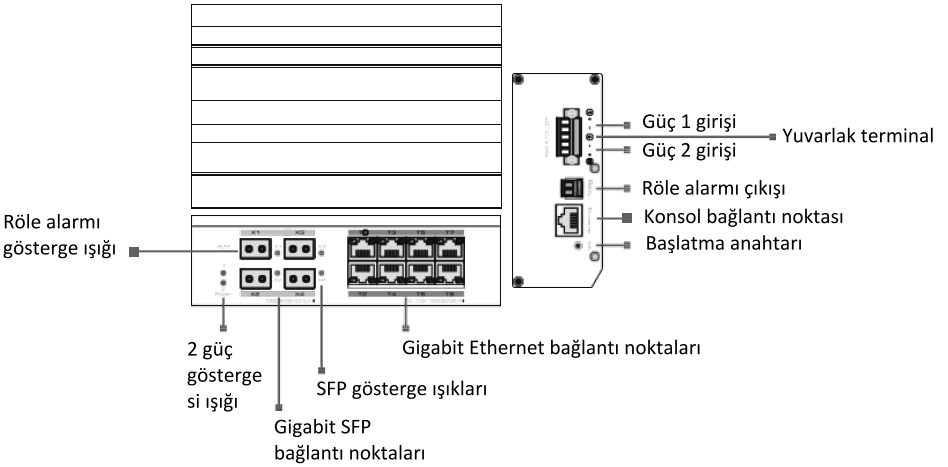 Güç 1 girişi
Yuvarlak terminal
Güç 2 girişi
Röle alarmı çıkışı
Konsol bağlantı noktası
Başlatma anahtarı
Röle alarmı
gösterge ışığı
X1
X3
T3
T5
T7
X2
X4
T2
T4
T6
T8
2 güç
gösterge
si ışığı
SFP gösterge ışıkları
Gigabit SFP
bağlantı noktaları
Gigabit Ethernet bağlantı noktaları